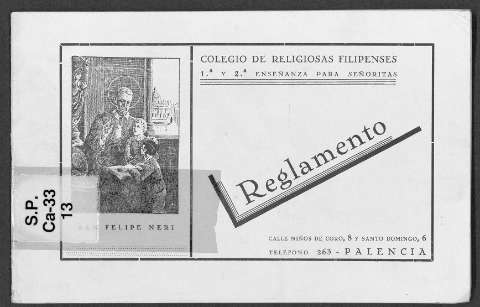 COLEGIO DE RELIGIOSAS FILIPENSES
1.ª Y 2.ª ENSEÑANZA PARA SEÑORITAS
Reglamento
SAN FELIPE NERI
CALLE NIÑOS DE CORO, 8 Y SANTO DOMINGO, 6
TELÉFONO 263 - PALENCIA
S.P.
Ca-33
13